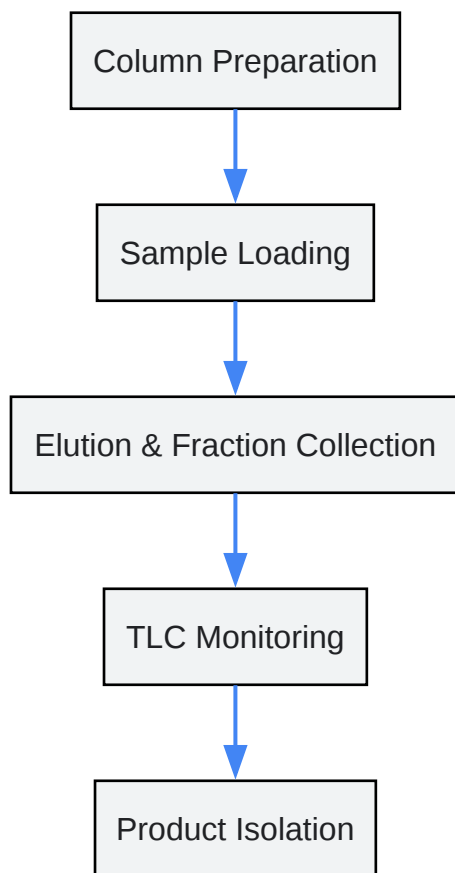 Column Preparation
Sample Loading
Elution & Fraction Collection
TLC Monitoring
Product Isolation